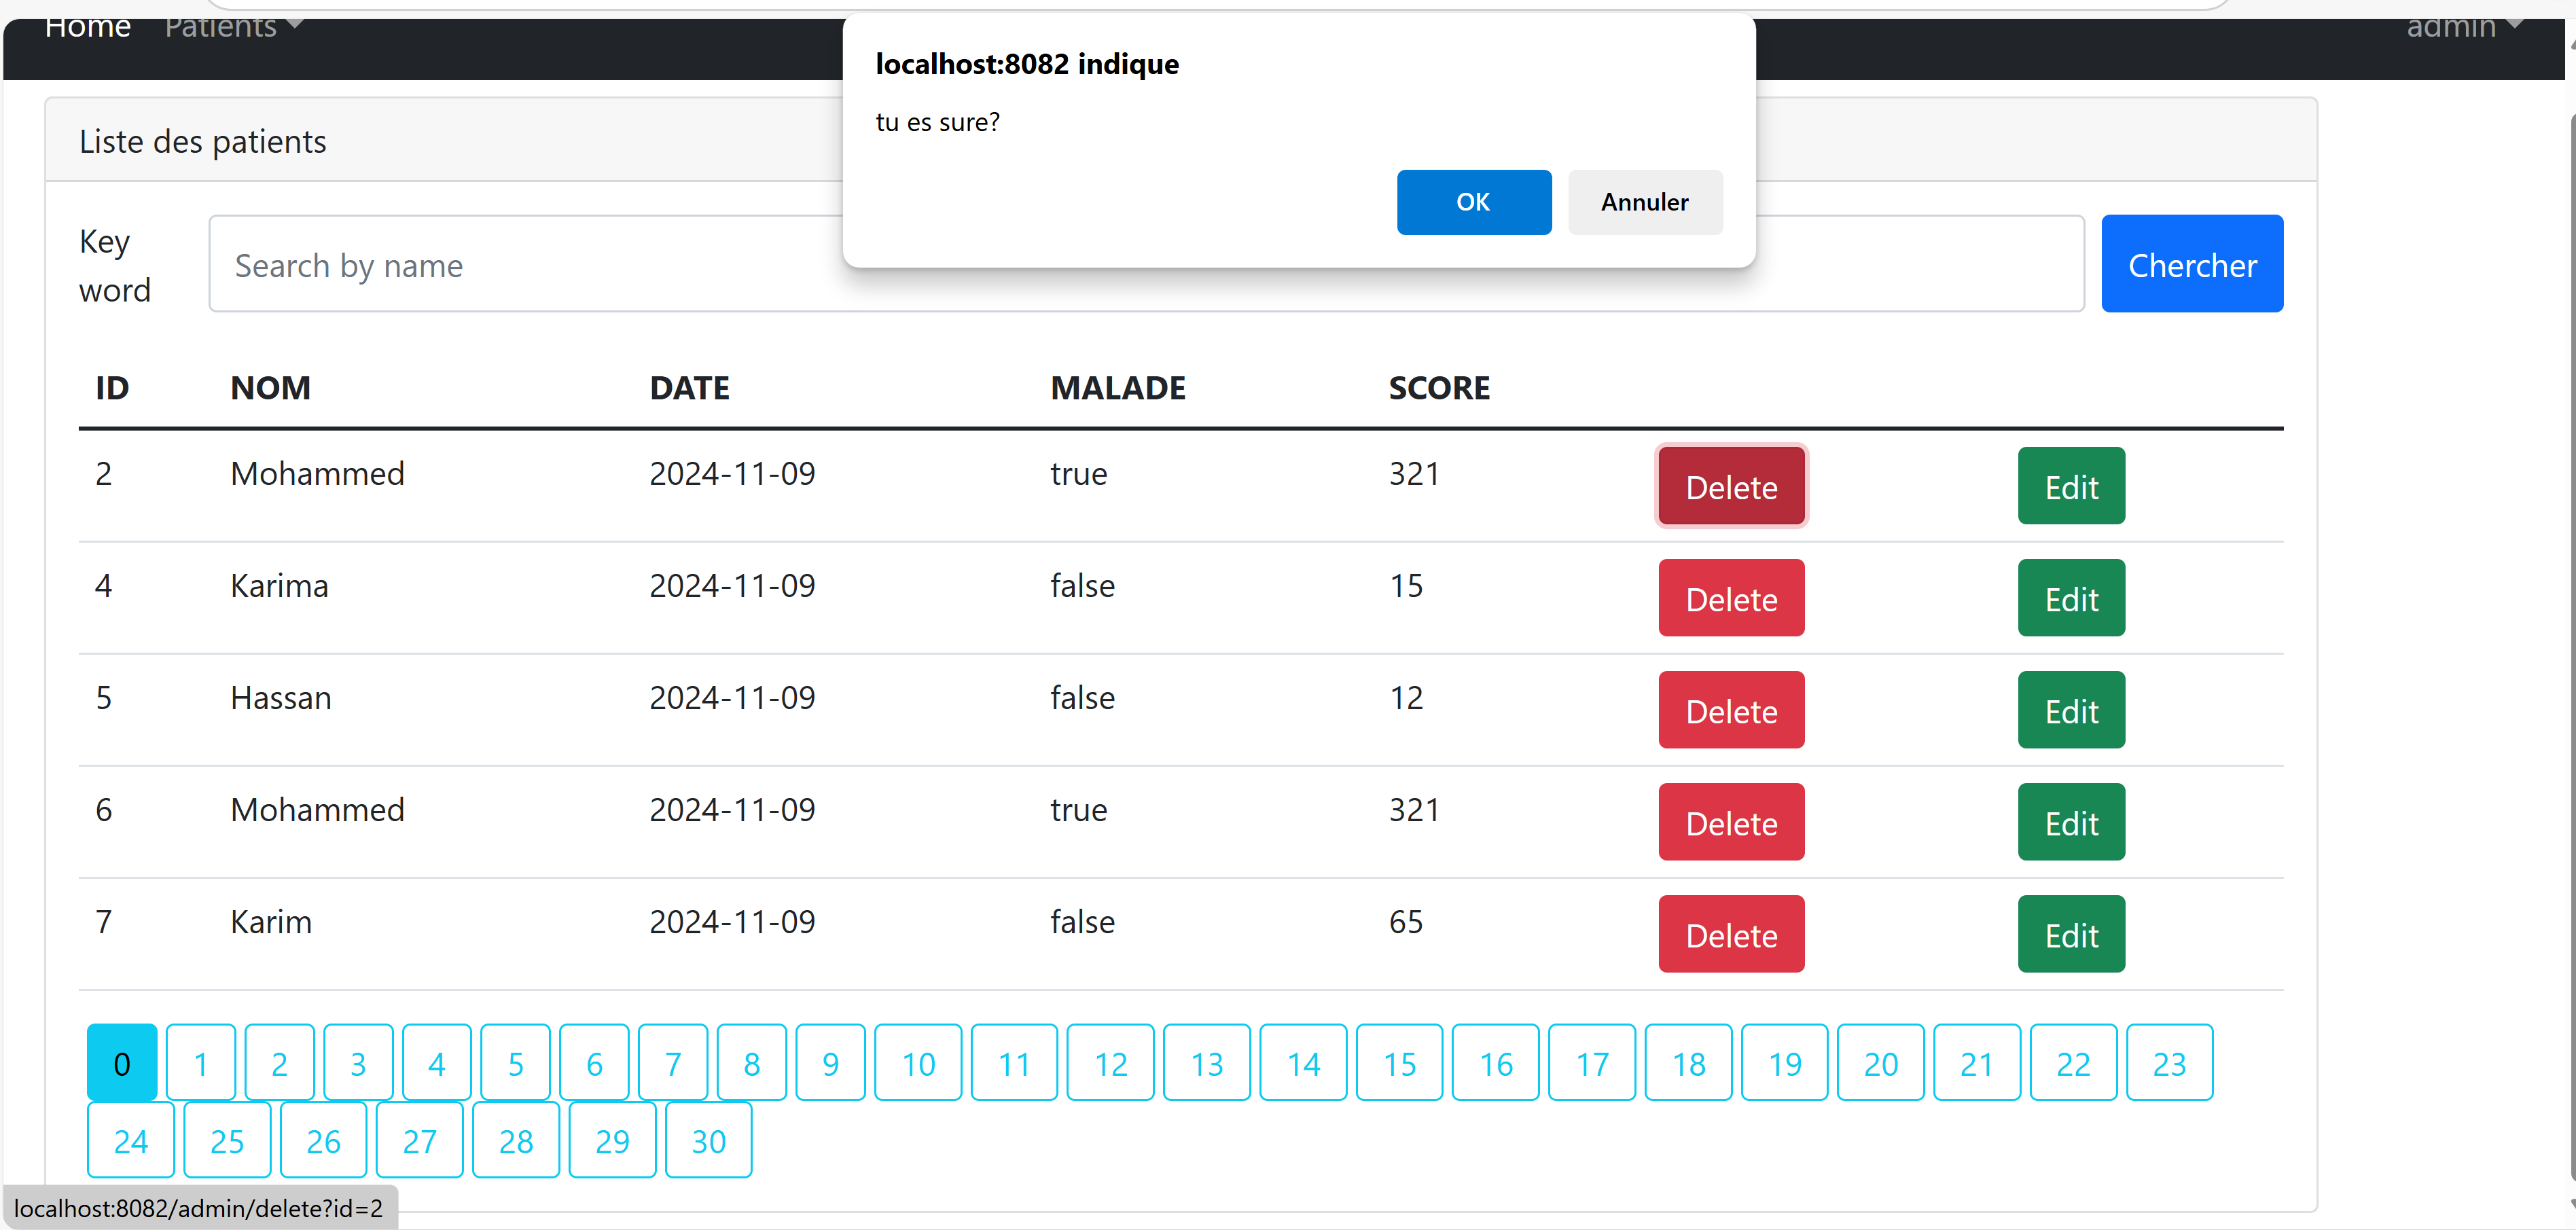 Home Patients admin
localhost:8082 indique
tu es sure?
OK Annuler
Liste des patients
Key word
Search by name
Chercher
ID NOM DATE MALADE SCORE
2 Mohammed 2024-11-09 true 321 Delete Edit
4 Karima 2024-11-09 false 15 Delete Edit
5 Hassan 2024-11-09 false 12 Delete Edit
6 Mohammed 2024-11-09 true 321 Delete Edit
7 Karim 2024-11-09 false 65 Delete Edit
0 1 2 3 4 5 6 7 8 9 10 11 12 13 14 15 16 17 18 19 20 21 22 23
24 25 26 27 28 29 30
localhost:8082/admin/delete?id=2